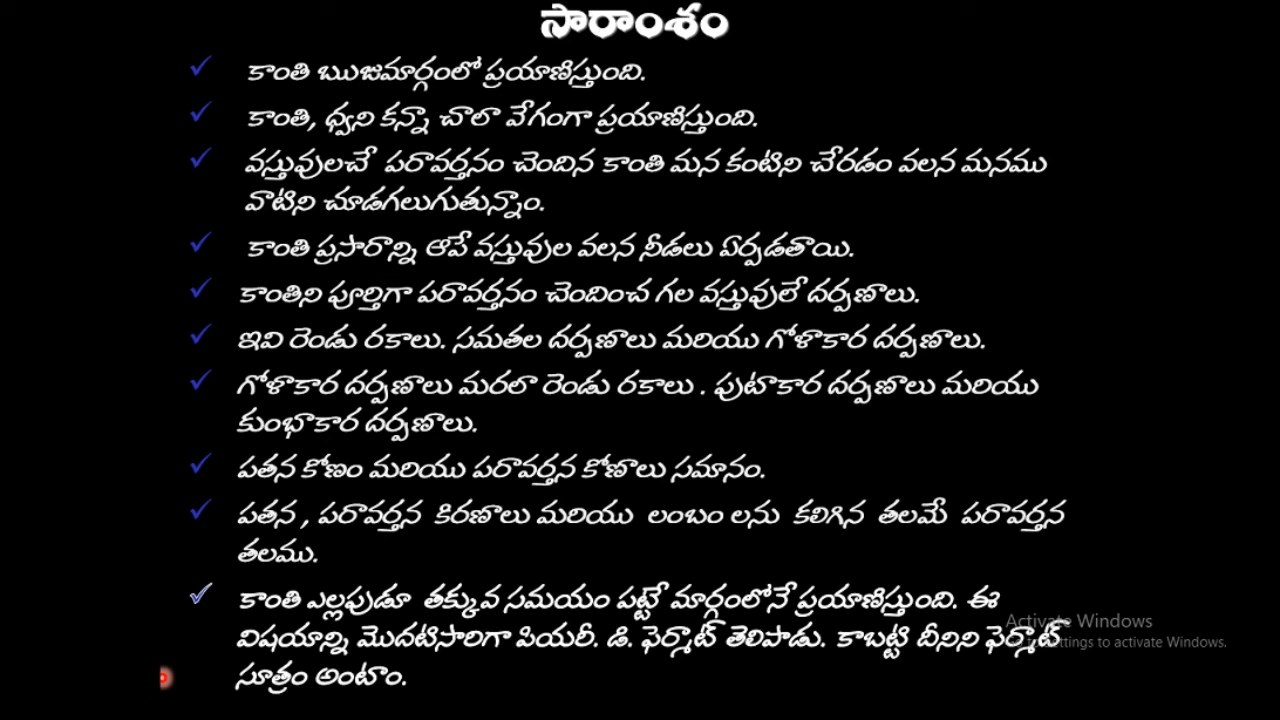 సారాంశం
కాంతి ఋజుమార్గంలో ప్రయాణిస్తుంది.
కాంతి, ధ్వని కన్నా చాలా వేగంగా ప్రయాణిస్తుంది.
వస్తువులచే పరావర్తనం చెందిన కాంతి మన కంటిని చేరడం వలన మనము
వాటిని చూడగలుగుతున్నాం.
కాంతి ప్రసారాన్ని ఆపే వస్తువుల వలన నీడలు ఏర్పడతాయి.
కాంతిని పూర్తిగా పరావర్తనం చెందించ గల వస్తువులే దర్పణాలు.
ఇవి రెండు రకాలు. సమతల దర్పణాలు మరియు గోళాకార దర్పణాలు.
గోళాకార దర్పణాలు మరలా రెండు రకాలు . పుటాకార దర్పణాలు మరియు
కుంభాకార దర్పణాలు.
పతన కోణం మరియు పరావర్తన కోణాలు సమానం.
పతన , పరావర్తన కిరణాలు మరియు లంబం లను కలిగిన తలమే పరావర్తన
తలము.
కాంతి ఎల్లపుడూ తక్కువ సమయం పట్టే మార్గంలోనే ప్రయాణిస్తుంది. ఈ
విషయాన్ని మొదటిసారిగా పియరీ. డి. ఫెర్మాట్ తెలిపాడు. కాబట్టి దీనిని ఫెర్మాట్
సూత్రం అంటాం.
Activate Windows
settings to activate Windows.